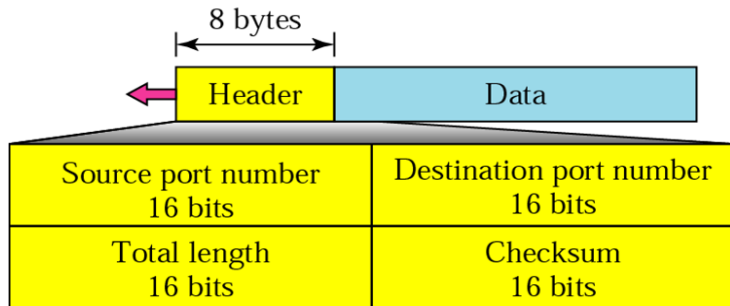 8 bytes
Header
Data
Source port number
16 bits
Destination port number
16 bits
Total length
16 bits
Checksum
16 bits